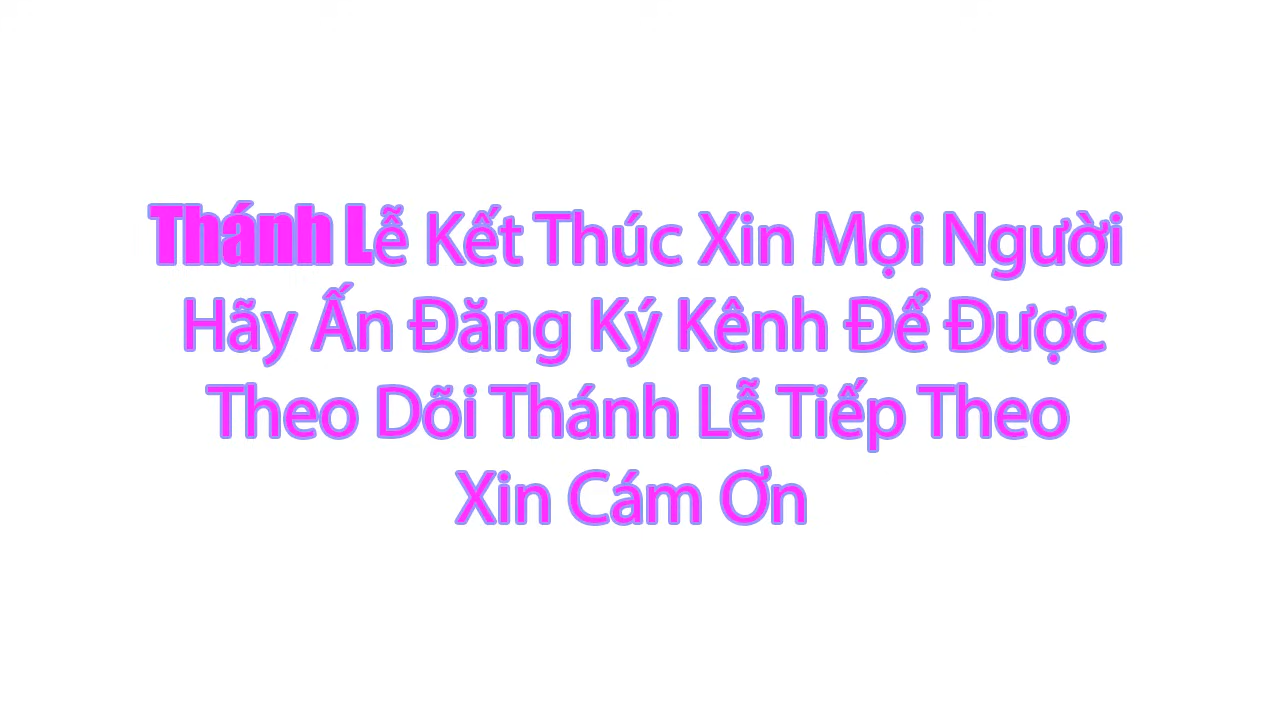 Thánh Lễ Kết Thúc Xin Mọi Người
Hãy Ấn Đăng Ký Kênh Để Được
Theo Dõi Thánh Lễ Tiếp Theo
Xin Cám Ơn